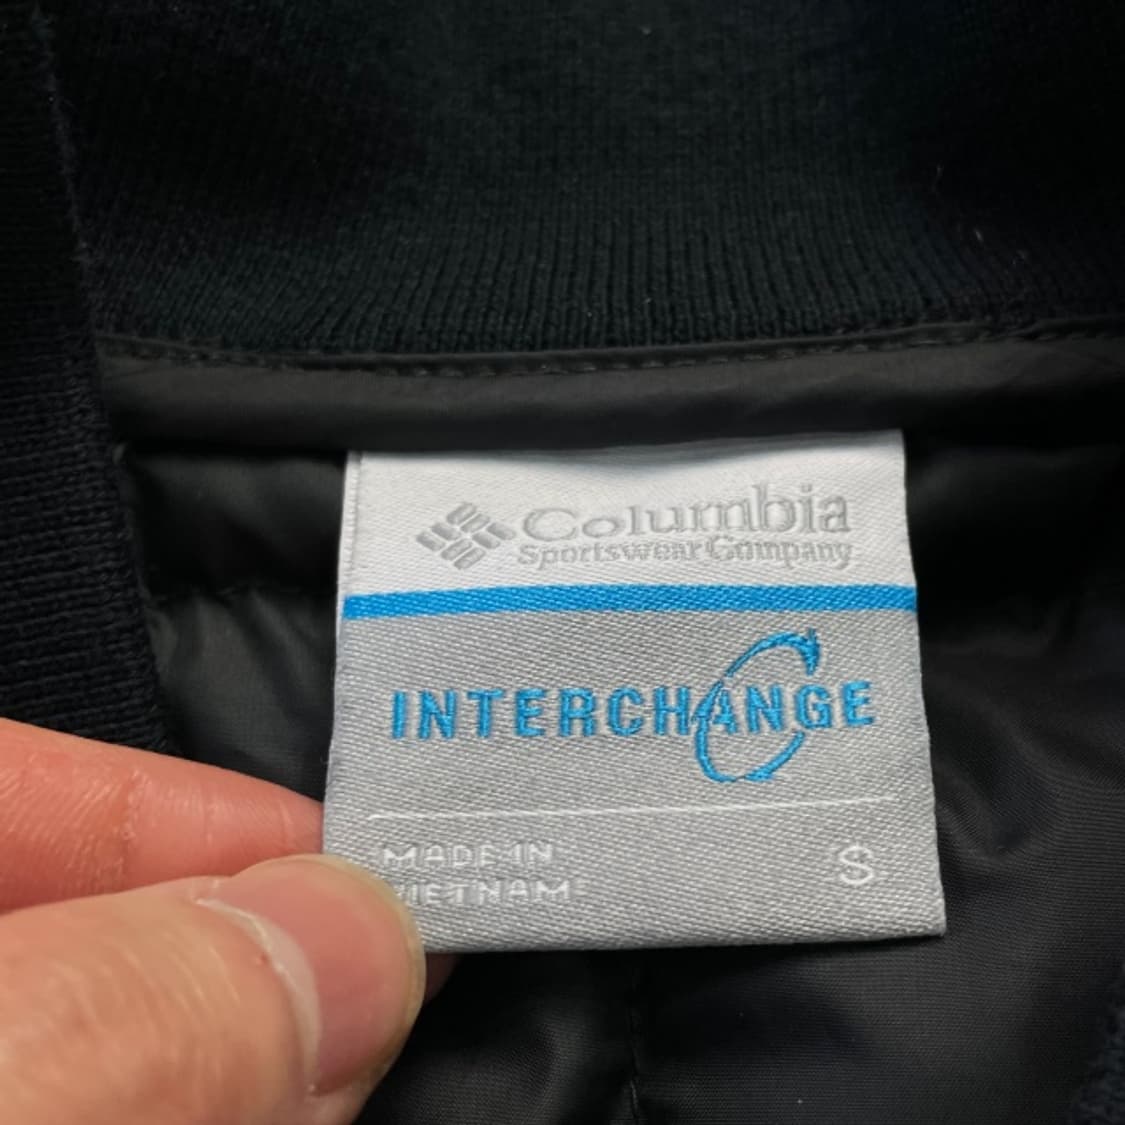 Columbia
Sportswear Company
INTERCHANGE
MADE IN
VIETNAM
S